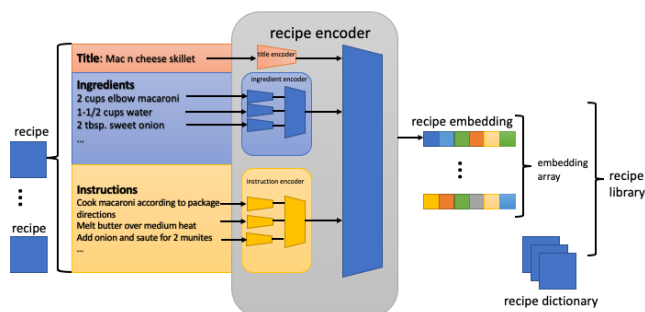 recipe encoder
Title: Mac n cheese skillet
title encoder
Ingredients
2 cups elbow macaroni
1-1/2 cups water
2 tbsp. sweet onion
...
ingredient encoder
recipe
Instructions
Cook macaroni according to package
directions
Melt butter over medium heat
Add onion and saute for 2 munites
...
instruction encoder
recipe
recipe embedding
embedding
array
recipe
library
recipe dictionary